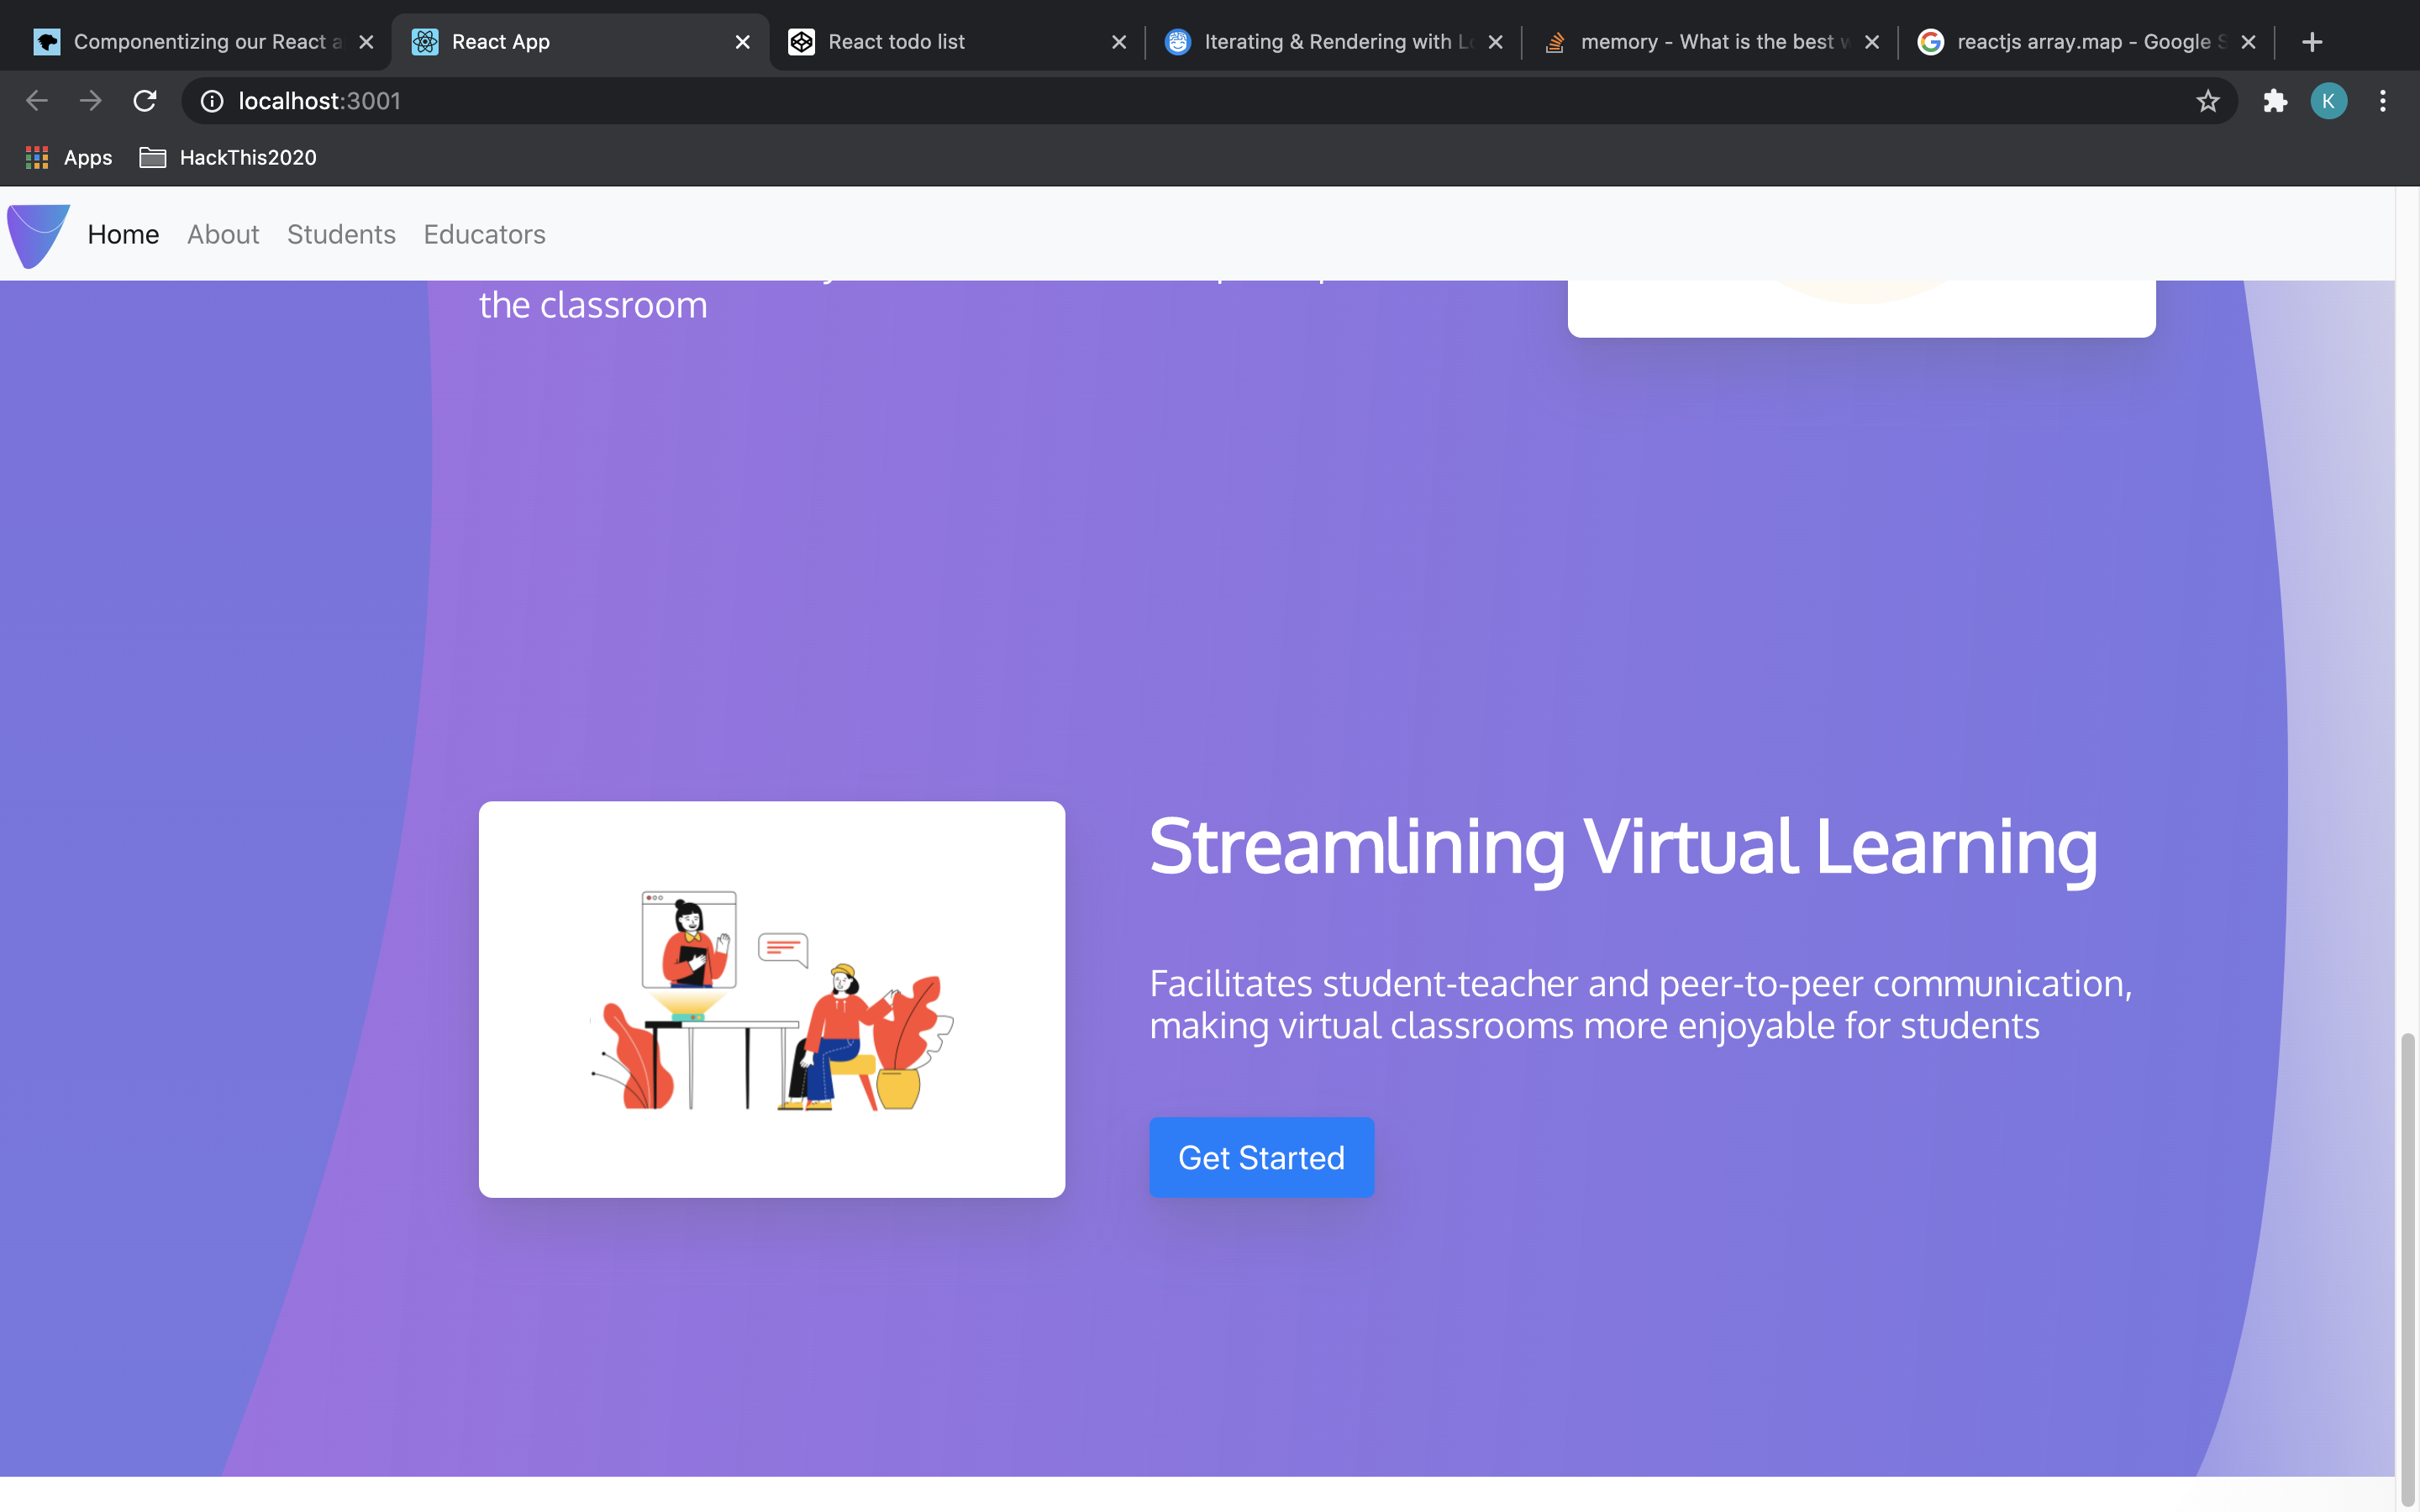 Componentizing our React
React App
React todo list
Iterating & Rendering with
memory - What is the best
reactjs array.map - Google
localhost:3001
K
Apps
HackThis2020
Home
About
Students
Educators
the classroom
Streamlining Virtual Learning
Facilitates student-teacher and peer-to-peer communication,
making virtual classrooms more enjoyable for students
Get Started